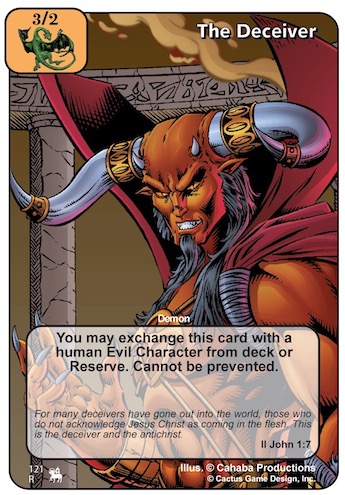 3/2
The Deceiver
Demon
You may exchange this card with a
human Evil Character from deck or
Reserve. Cannot be prevented.
For many deceivers have gone out into the world, those who
do not acknowledge Jesus Christ as coming in the flesh. This
is the deceiver and the antichrist.
II John 1:7
121
R
Illus. © Cahaba Productions
© Cactus Game Design, Inc.